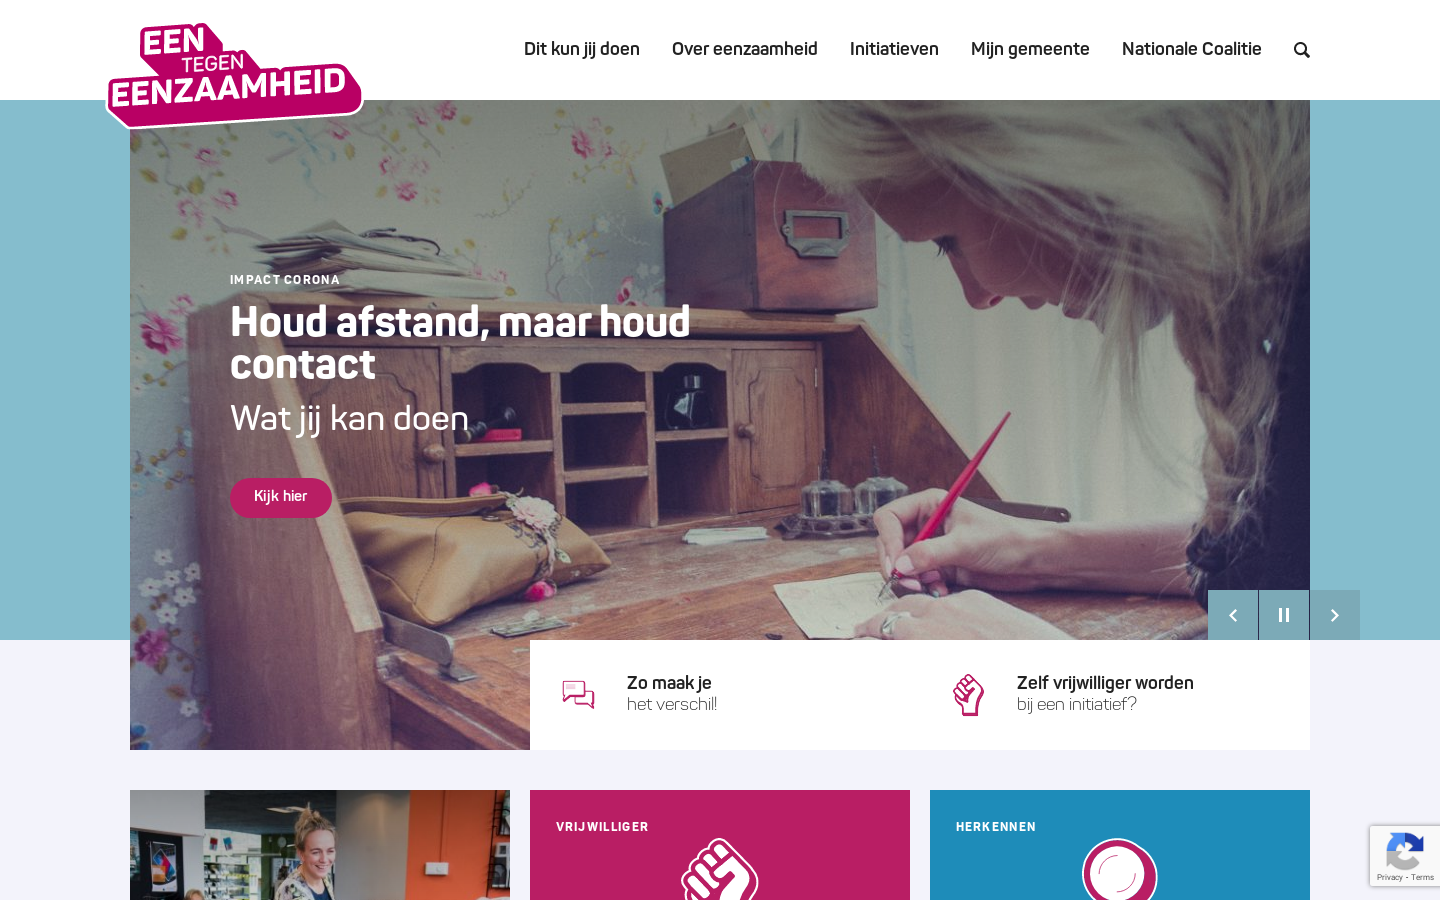 EEN
TEGEN
EENZAAMHEID
Dit kun jij doen
Over eenzaamheid
Initiatieven
Mijn gemeente
Nationale Coalitie
IMPACT CORONA
Houd afstand, maar houd
contact
Wat jij kan doen
Kijk hier
Zo maak je
het verschil!
Zelf vrijwilliger worden
bij een initiatief?
VRIJWILLIGER
HERKENNEN
Privacy - Terms